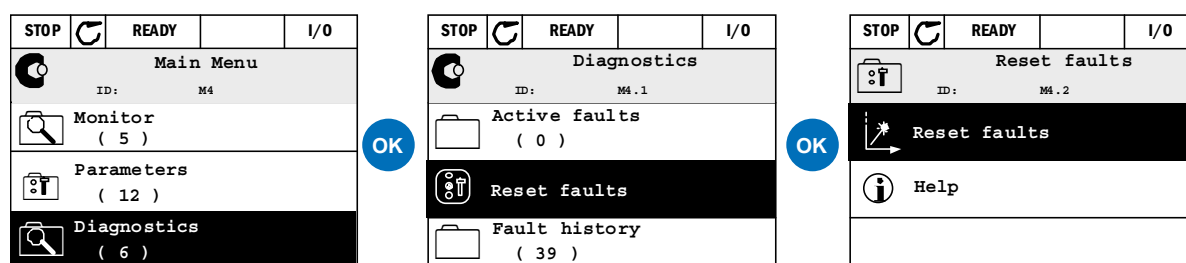 STOP READY I/O
Main Menu
ID: M4
Monitor
( 5 )
Parameters
( 12 )
Diagnostics
( 6 )
OK
STOP READY I/O
Diagnostics
ID: M4.1
Active faults
( 0 )
Reset faults
Fault history
( 39 )
OK
STOP READY I/O
Reset faults
ID: M4.2
Reset faults
Help